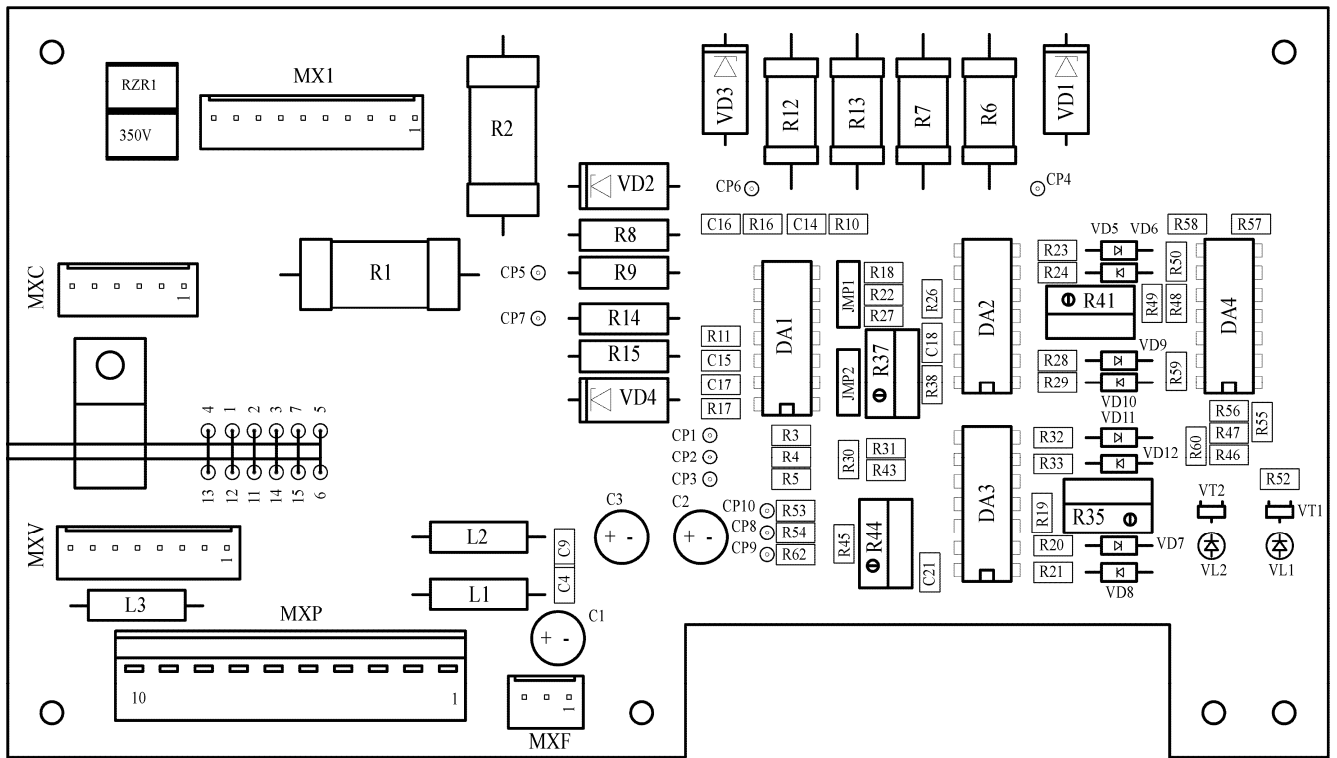 RZR1
350V
MX1
1
R2
VD3
R12
R13
R7
R6
VD1
CP6
CP4
VD2
R8
R9
R14
R15
VD4
R1
CP5
CP7
MXC
1
C16
R16
C14
R10
R11
C15
C17
R17
DA1
JMP1
JMP2
R18
R22
R27
R37
R26
C18
R38
DA2
R23
R24
VD5
VD6
R41
R50
R49
R48
R58
R57
DA4
R28
R29
VD9
VD10
R59
4
1
2
3
7
5
13
12
11
14
15
6
CP1
CP2
CP3
R3
R4
R5
R30
R31
R43
DA3
R32
R33
VD11
VD12
R60
R56
R47
R46
R55
R52
MXV
1
L3
L2
L1
C9
C4
C3
+ -
C2
+ -
C1
+ -
CP10
CP8
CP9
R53
R54
R62
R45
R44
C21
R19
R35
R20
R21
VD7
VD8
VT2
VT1
VL2
VL1
MXP
10
1
1
MXF